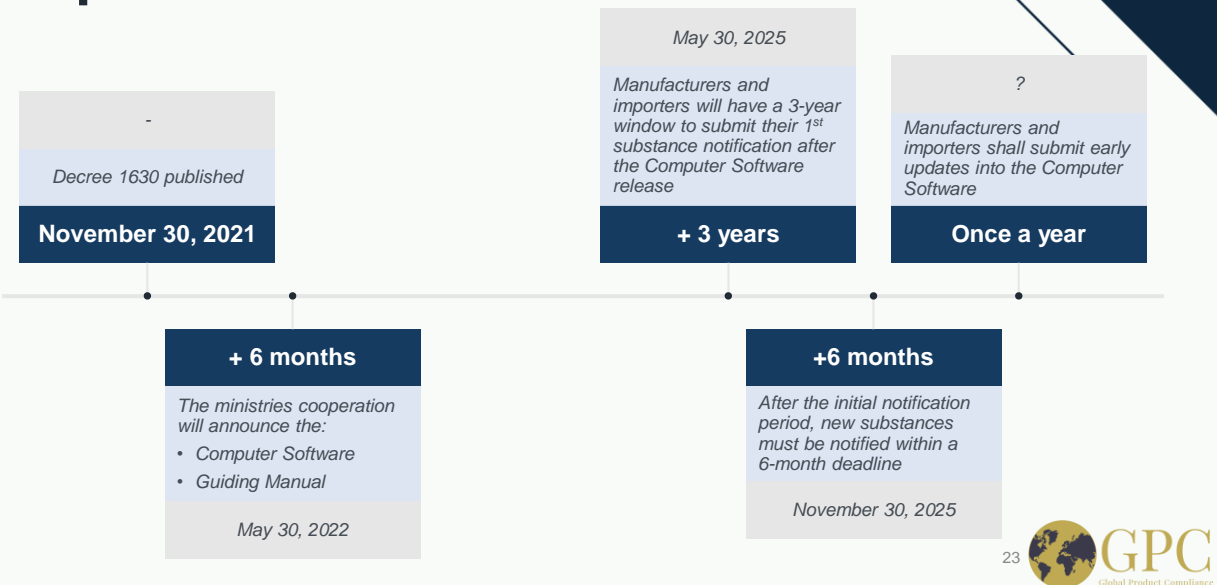 -
Decree 1630 published
November 30, 2021
+ 6 months
The ministries cooperation
will announce the:
• Computer Software
• Guiding Manual
May 30, 2022
May 30, 2025
Manufacturers and
importers will have a 3-year
window to submit their 1st
substance notification after
the Computer Software
release
+ 3 years
+6 months
After the initial notification
period, new substances
must be notified within a
6-month deadline
November 30, 2025
?
Manufacturers and
importers shall submit early
updates into the Computer
Software
Once a year
23
GPC
Global Product Compliance